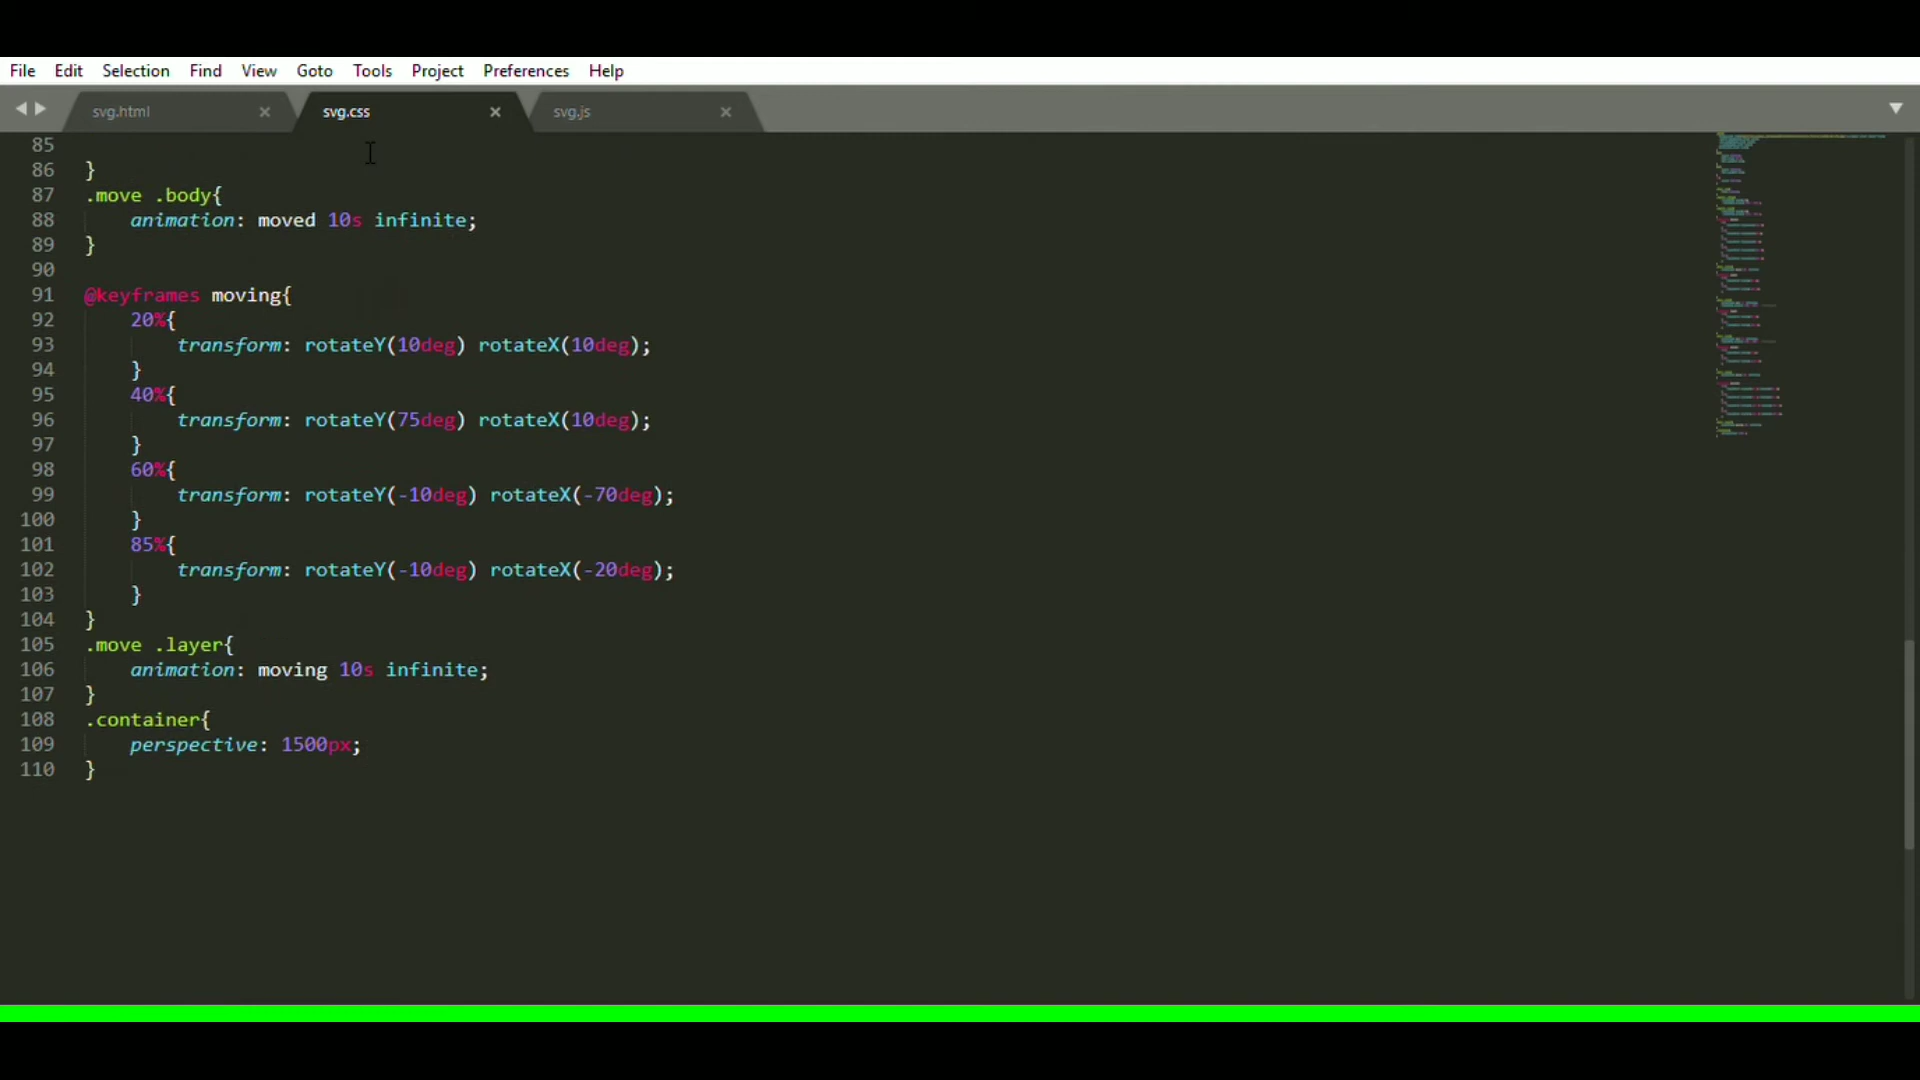 File Edit Selection Find View Goto Tools Project Preferences Help
svg.html svg.css svg.js
85
86 }
87 .move .body{
88 animation: moved 10s infinite;
89 }
90
91 @keyframes moving{
92 20%{
93 transform: rotateY(10deg) rotateX(10deg);
94 }
95 40%{
96 transform: rotateY(75deg) rotateX(10deg);
97 }
98 60%{
99 transform: rotateY(-10deg) rotateX(-70deg);
100 }
101 85%{
102 transform: rotateY(-10deg) rotateX(-20deg);
103 }
104 }
105 .move .layer{
106 animation: moving 10s infinite;
107 }
108 .container{
109 perspective: 1500px;
110 }